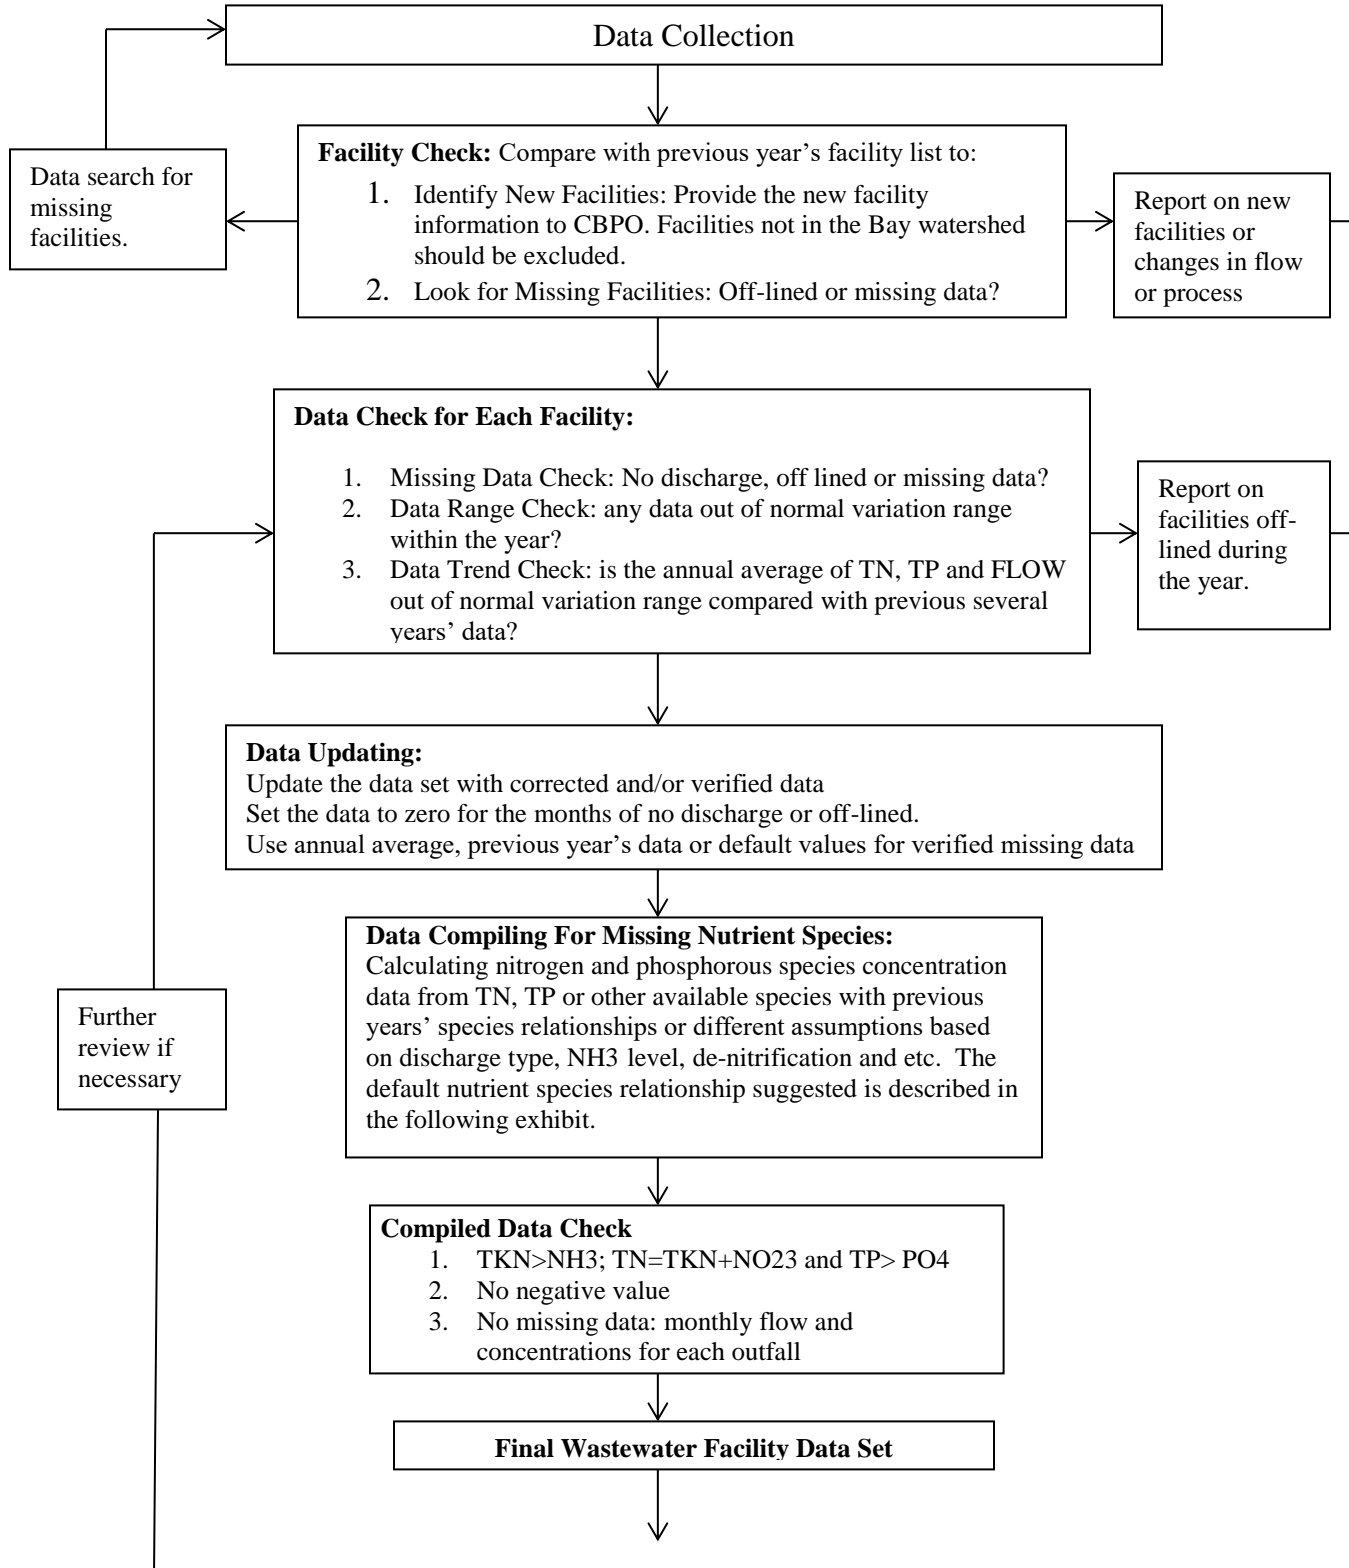 Data Collection
Data search for
missing
facilities.
Facility Check: Compare with previous year’s facility list to:
1. Identify New Facilities: Provide the new facility
information to CBPO. Facilities not in the Bay watershed
should be excluded.
2. Look for Missing Facilities: Off-lined or missing data?
Report on new
facilities or
changes in flow
or process
Data Check for Each Facility:
1. Missing Data Check: No discharge, off lined or missing data?
2. Data Range Check: any data out of normal variation range
within the year?
3. Data Trend Check: is the annual average of TN, TP and FLOW
out of normal variation range compared with previous several
years’ data?
Report on
facilities off-
lined during
the year.
Data Updating:
Update the data set with corrected and/or verified data
Set the data to zero for the months of no discharge or off-lined.
Use annual average, previous year’s data or default values for verified missing data
Data Compiling For Missing Nutrient Species:
Calculating nitrogen and phosphorous species concentration
data from TN, TP or other available species with previous
years’ species relationships or different assumptions based
on discharge type, NH3 level, de-nitrification and etc.  The
default nutrient species relationship suggested is described in
the following exhibit.
Further
review if
necessary
Compiled Data Check
1. TKN>NH3; TN=TKN+NO23 and TP> PO4
2. No negative value
3. No missing data: monthly flow and
concentrations for each outfall
Final Wastewater Facility Data Set